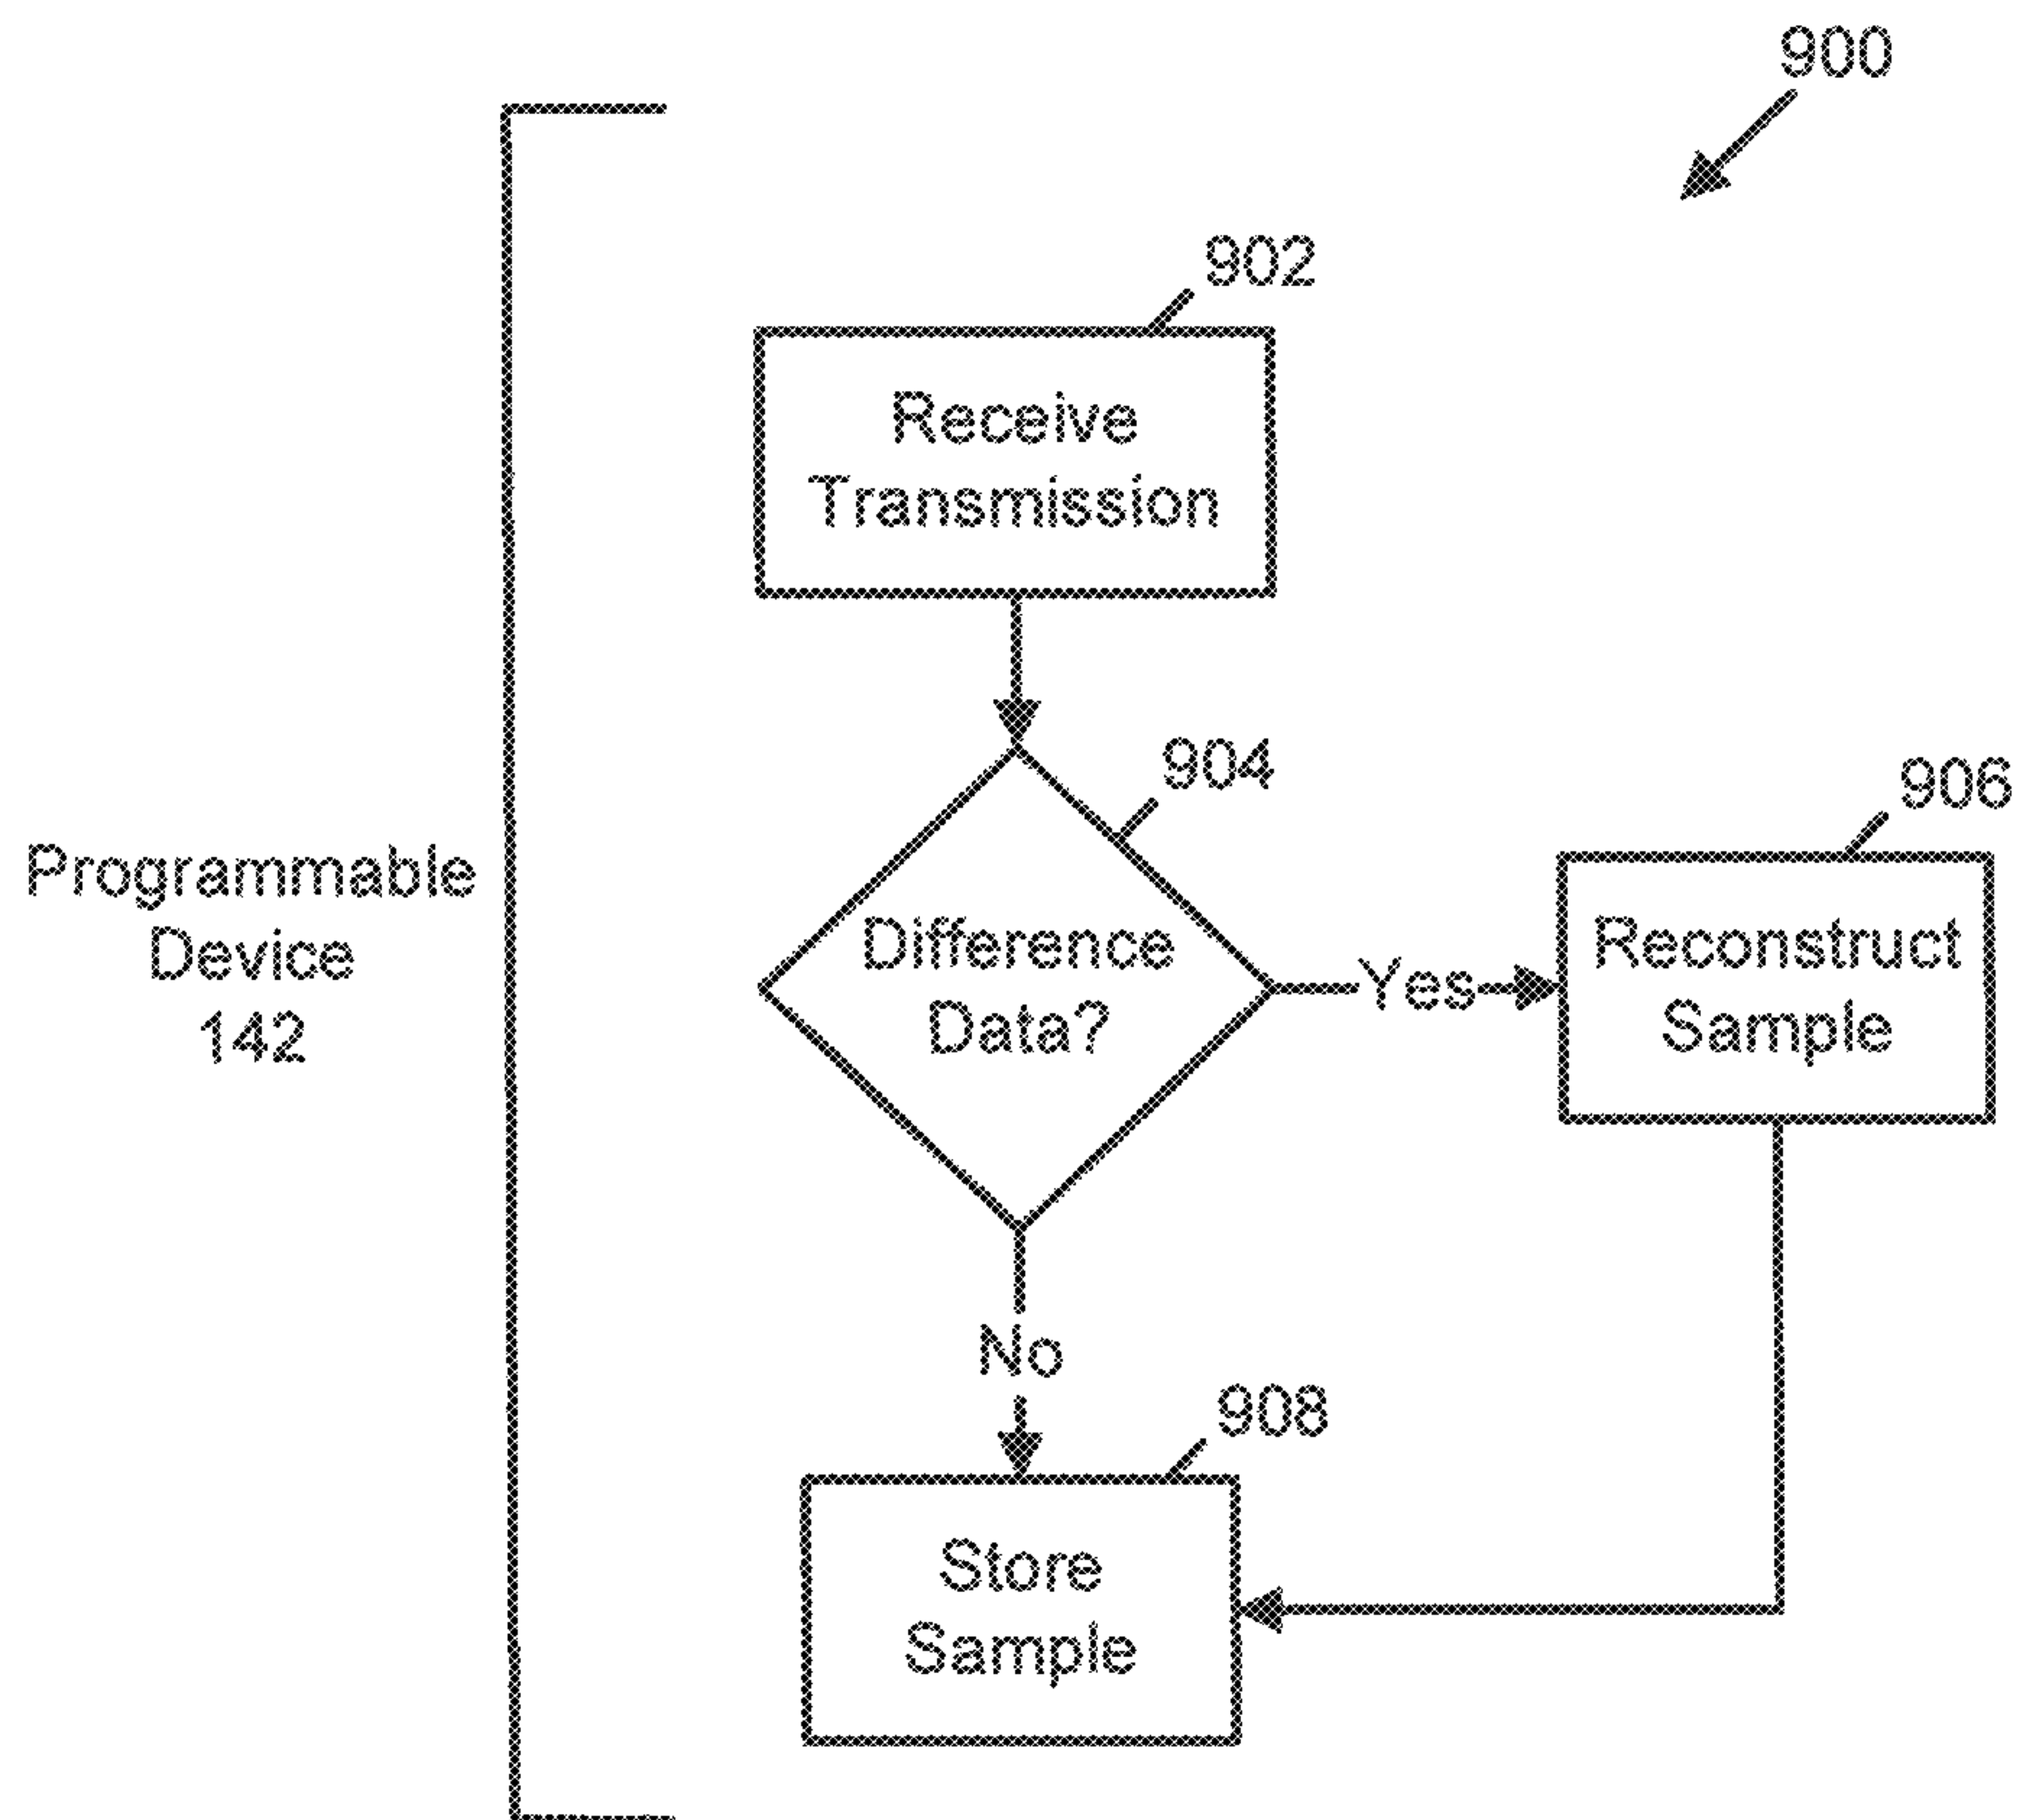 900
902
Receive
Transmission
904
906
Programmable
Device
142
Difference
Data?
Yes
Reconstruct
Sample
No
908
Store
Sample